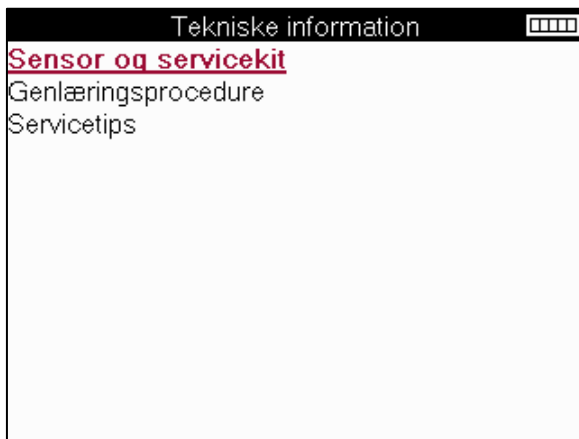 Tekniske information
Sensor og servicekit
Genlæringsprocedure
Servicetips